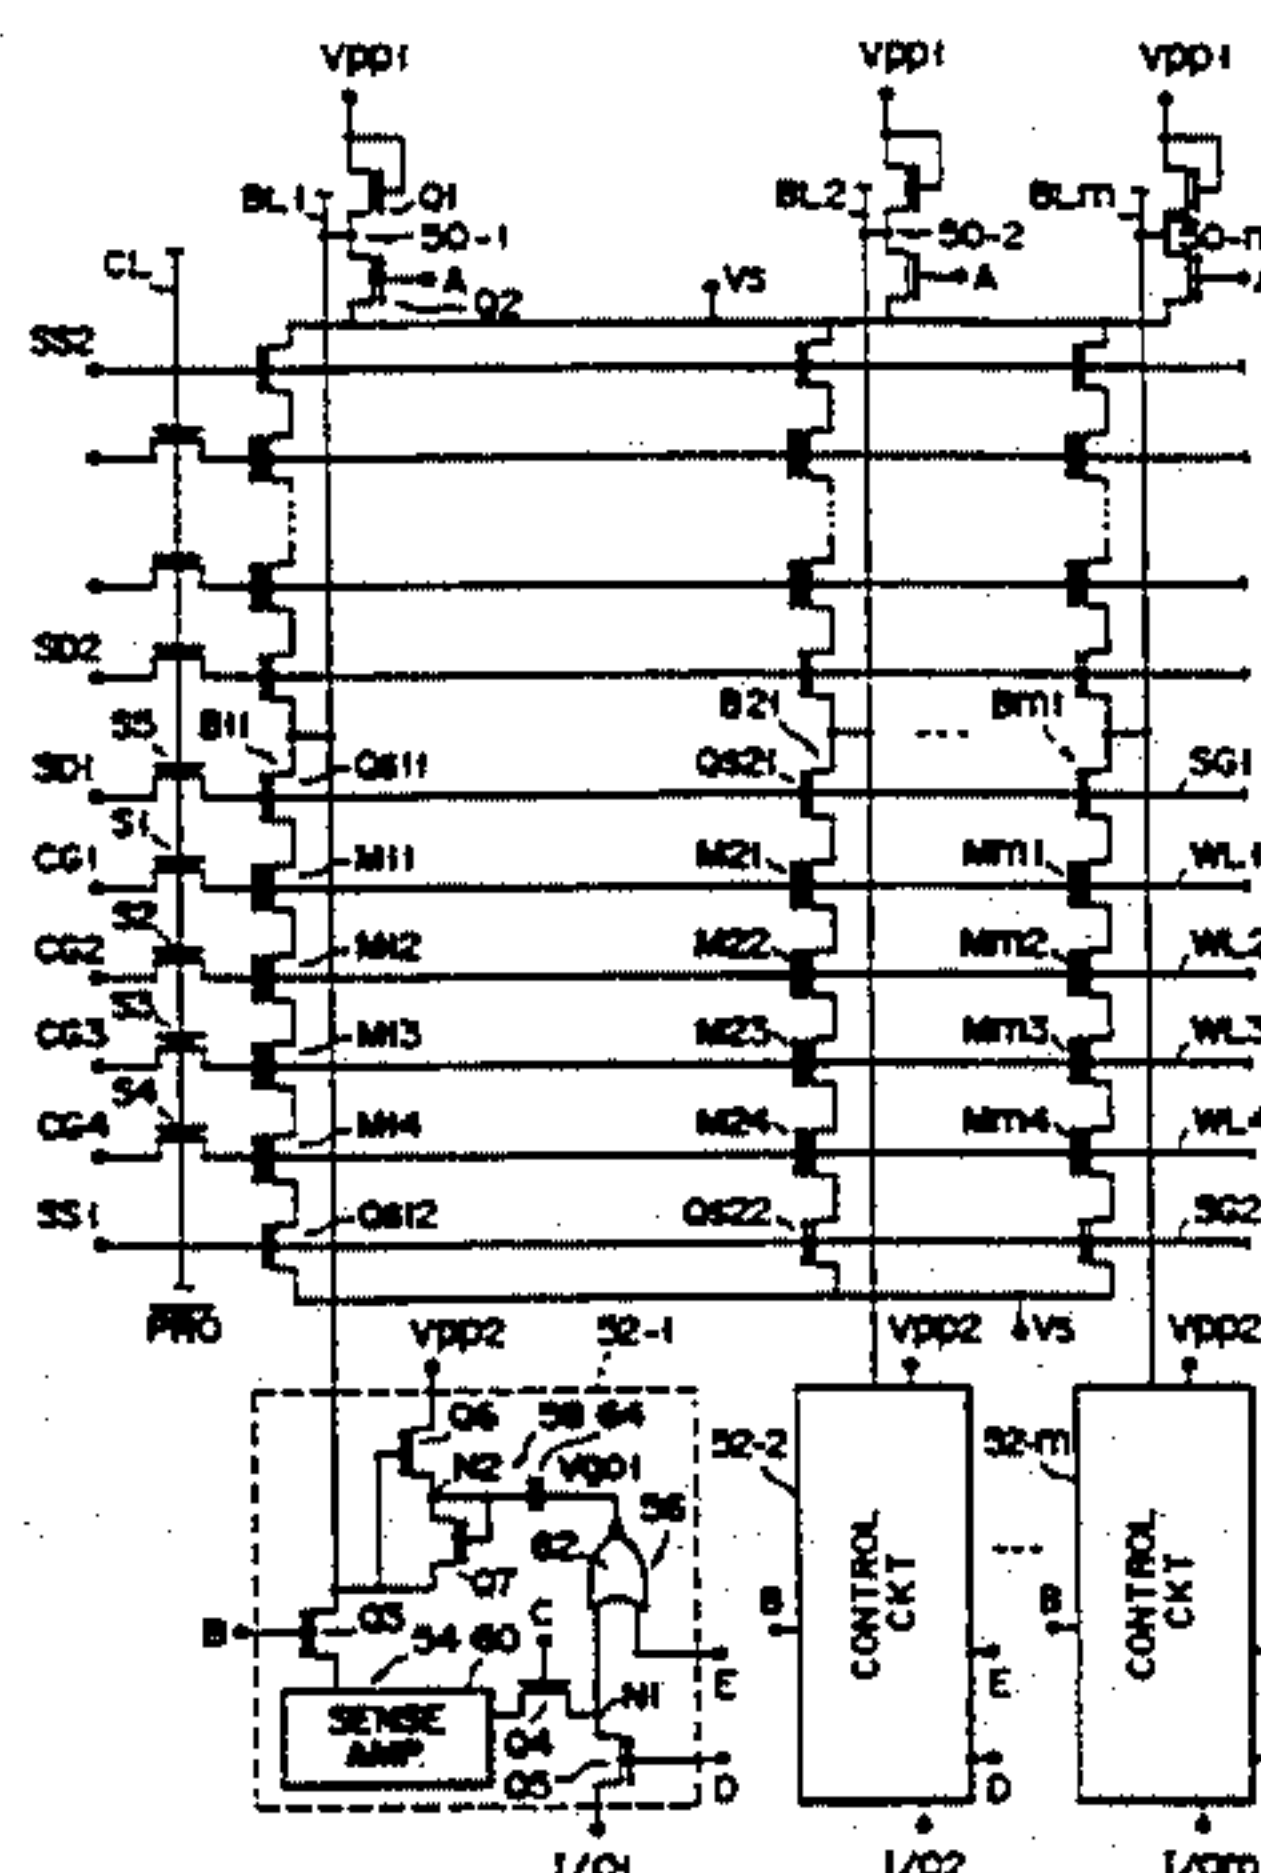 Vpp1 Vpp1 Vpp1
BL1 Q1 BL2 BLm
50-1 50-2
CL A Q2 VS A
SS2
SD2
S5 B11 B21 Bm1
SD1 QS11 QS21 SG1
S1
CG1 M11 M21 Mm1 WL1
CG2 M12 M22 Mm2 WL2
CG3 M13 M23 Mm3 WL3
S4
CG4 M14 M24 Mm4 WL4
SS1 QS12 QS22 SG2
PRO
Vpp2 52-1 Vpp2 VS Vpp2
Q6 58 64 52-2 52-m
N2 56
62
Q7
B Q3 54 60 C B B
E E
SENSE AMP Q4 N1
Q5 D D
CONTROL CKT
CONTROL CKT
I/O1 I/O2 I/Om